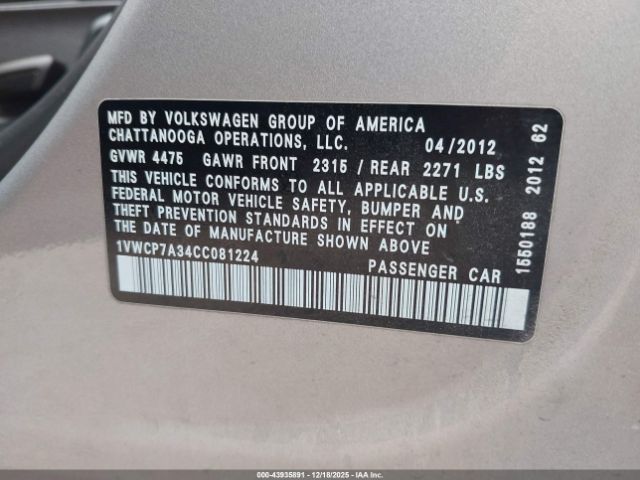 MFD BY VOLKSWAGEN GROUP OF AMERICA
CHATTANOOGA OPERATIONS, LLC. 04/2012
GVWR 4475 GAWR FRONT 2315 / REAR 2271 LBS
THIS VEHICLE CONFORMS TO ALL APPLICABLE U.S.
FEDERAL MOTOR VEHICLE SAFETY, BUMPER AND
THEFT PREVENTION STANDARDS IN EFFECT ON
DATE OF MANUFACTURE SHOWN ABOVE
1VWCP7A34CC081224 PASSENGER CAR
1550188 2012 62
000-43935891 - 12/18/2025 - IAAI, Inc.